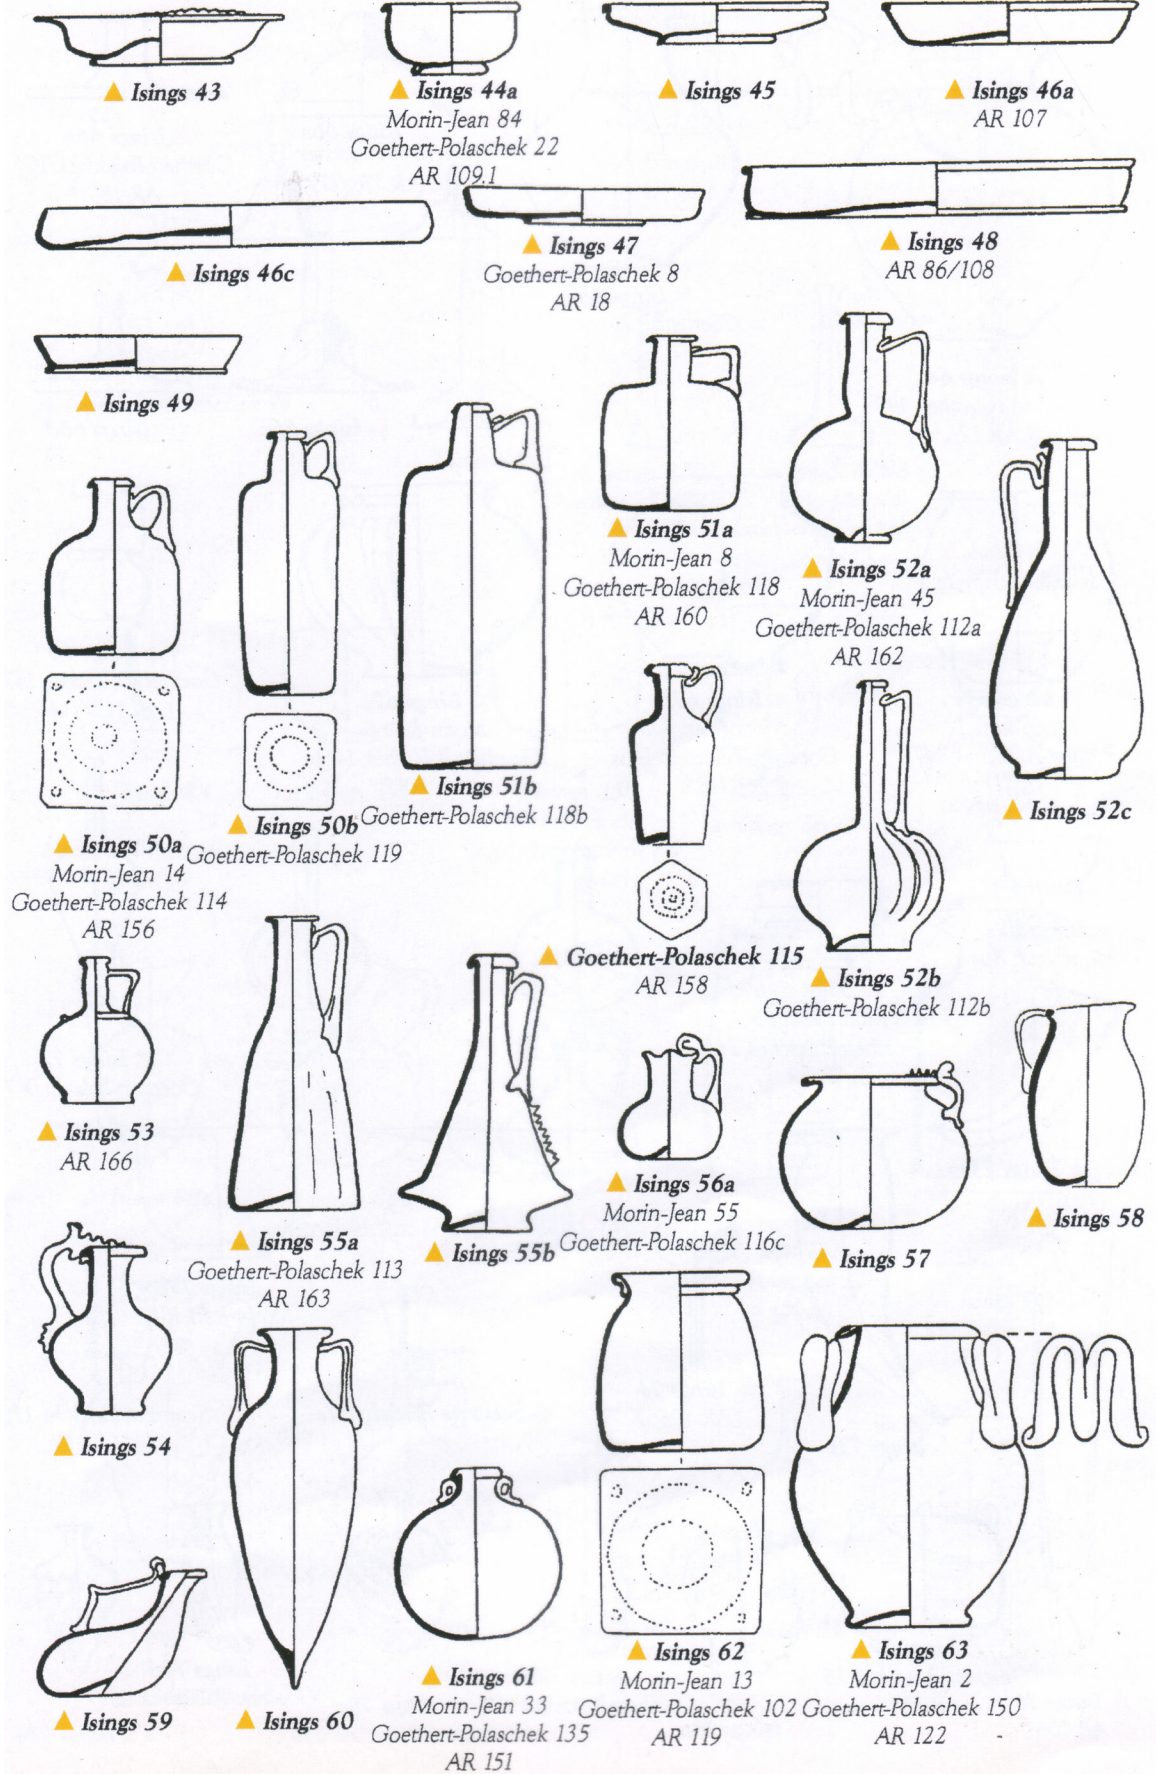 ▲ Isings 43
▲ Isings 44a
Morin-Jean 84
Goethert-Polaschek 22
AR 109.1
▲ Isings 45
▲ Isings 46a
AR 107
▲ Isings 46c
▲ Isings 47
Goethert-Polaschek 8
AR 18
▲ Isings 48
AR 86/108
▲ Isings 49
▲ Isings 51a
Morin-Jean 8
Goethert-Polaschek 118
AR 160
▲ Isings 52a
Morin-Jean 45
Goethert-Polaschek 112a
AR 162
▲ Isings 50a
Morin-Jean 14
Goethert-Polaschek 114
AR 156
▲ Isings 50b
Goethert-Polaschek 119
▲ Isings 51b
Goethert-Polaschek 118b
▲ Isings 52c
▲ Goethert-Polaschek 115
AR 158
▲ Isings 52b
Goethert-Polaschek 112b
▲ Isings 53
AR 166
▲ Isings 55a
Goethert-Polaschek 113
AR 163
▲ Isings 55b
▲ Isings 56a
Morin-Jean 55
Goethert-Polaschek 116c
▲ Isings 57
▲ Isings 58
▲ Isings 54
▲ Isings 59
▲ Isings 60
▲ Isings 61
Morin-Jean 33
Goethert-Polaschek 135
AR 151
▲ Isings 62
Morin-Jean 13
Goethert-Polaschek 102
AR 119
▲ Isings 63
Morin-Jean 2
Goethert-Polaschek 150
AR 122